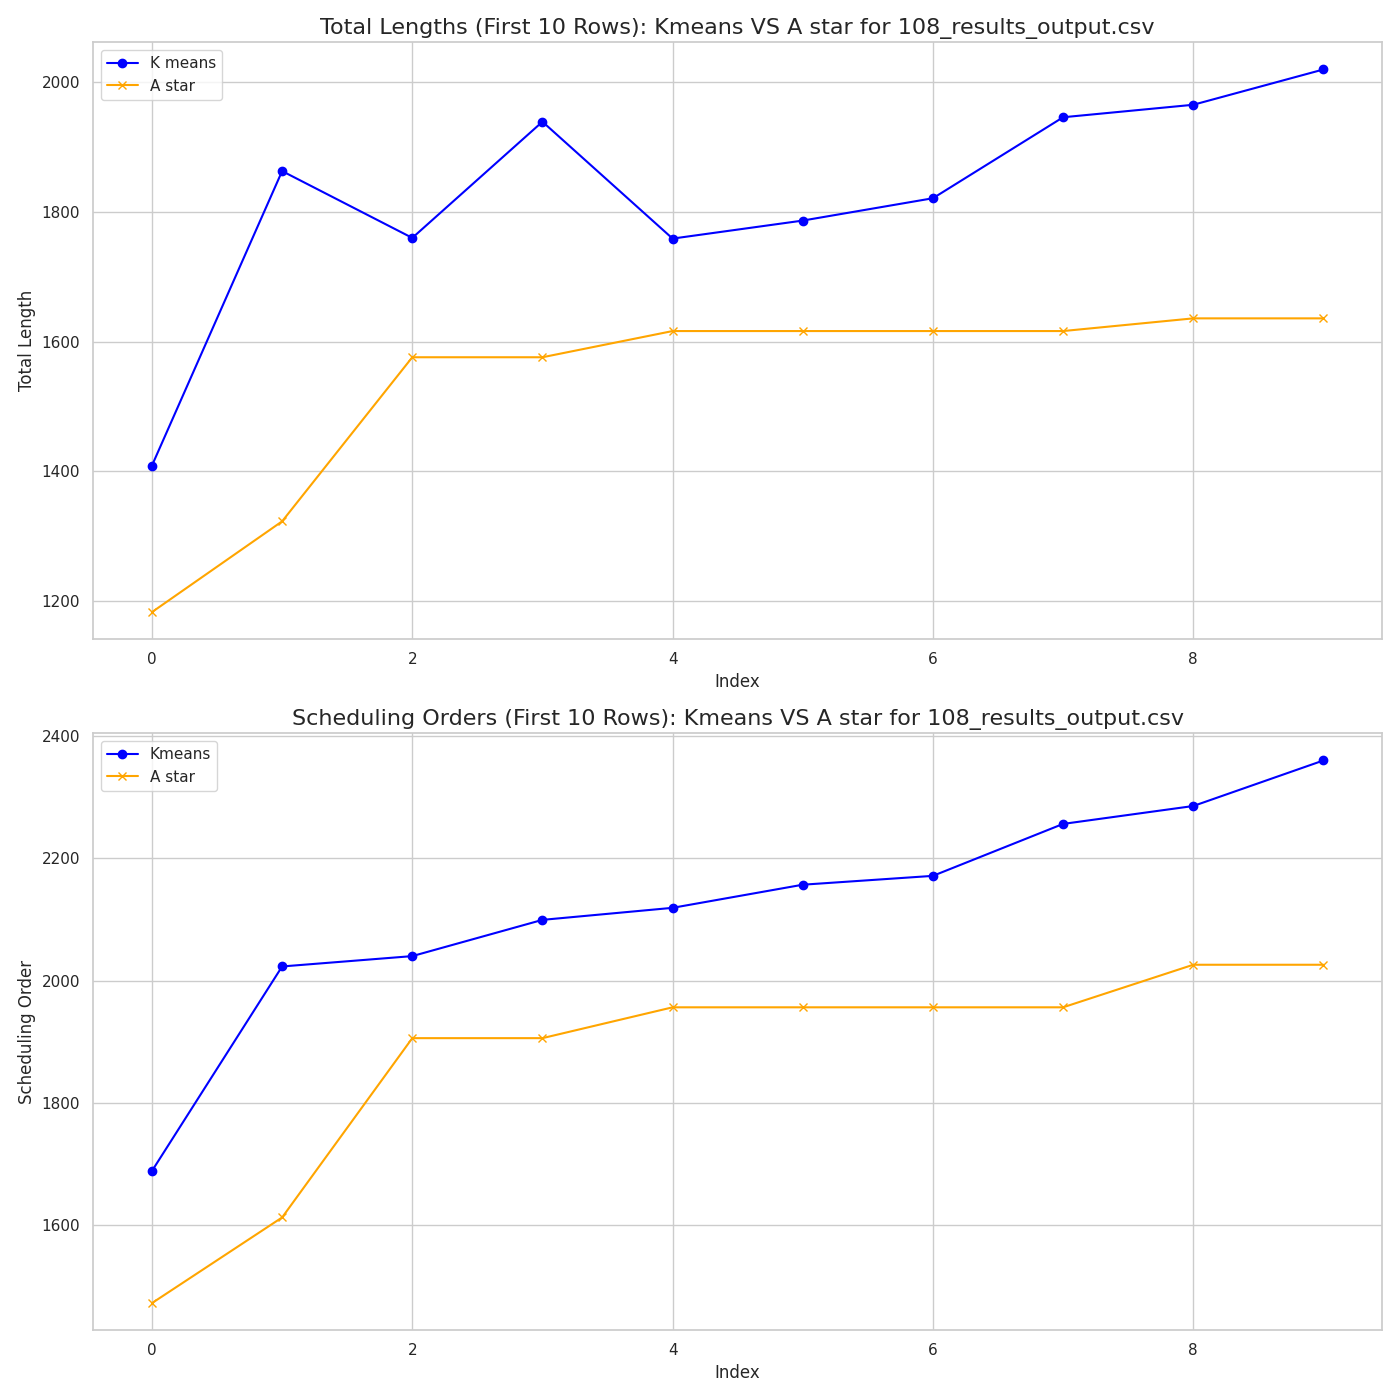 Total Lengths (First 10 Rows): Kmeans VS A star for 108_results_output.csv
K means
A star
2000
1800
1600
1400
1200
Total Length
0 2 4 6 8
Index
Scheduling Orders (First 10 Rows): Kmeans VS A star for 108_results_output.csv
Kmeans
A star
2400
2200
2000
1800
1600
Scheduling Order
0 2 4 6 8
Index